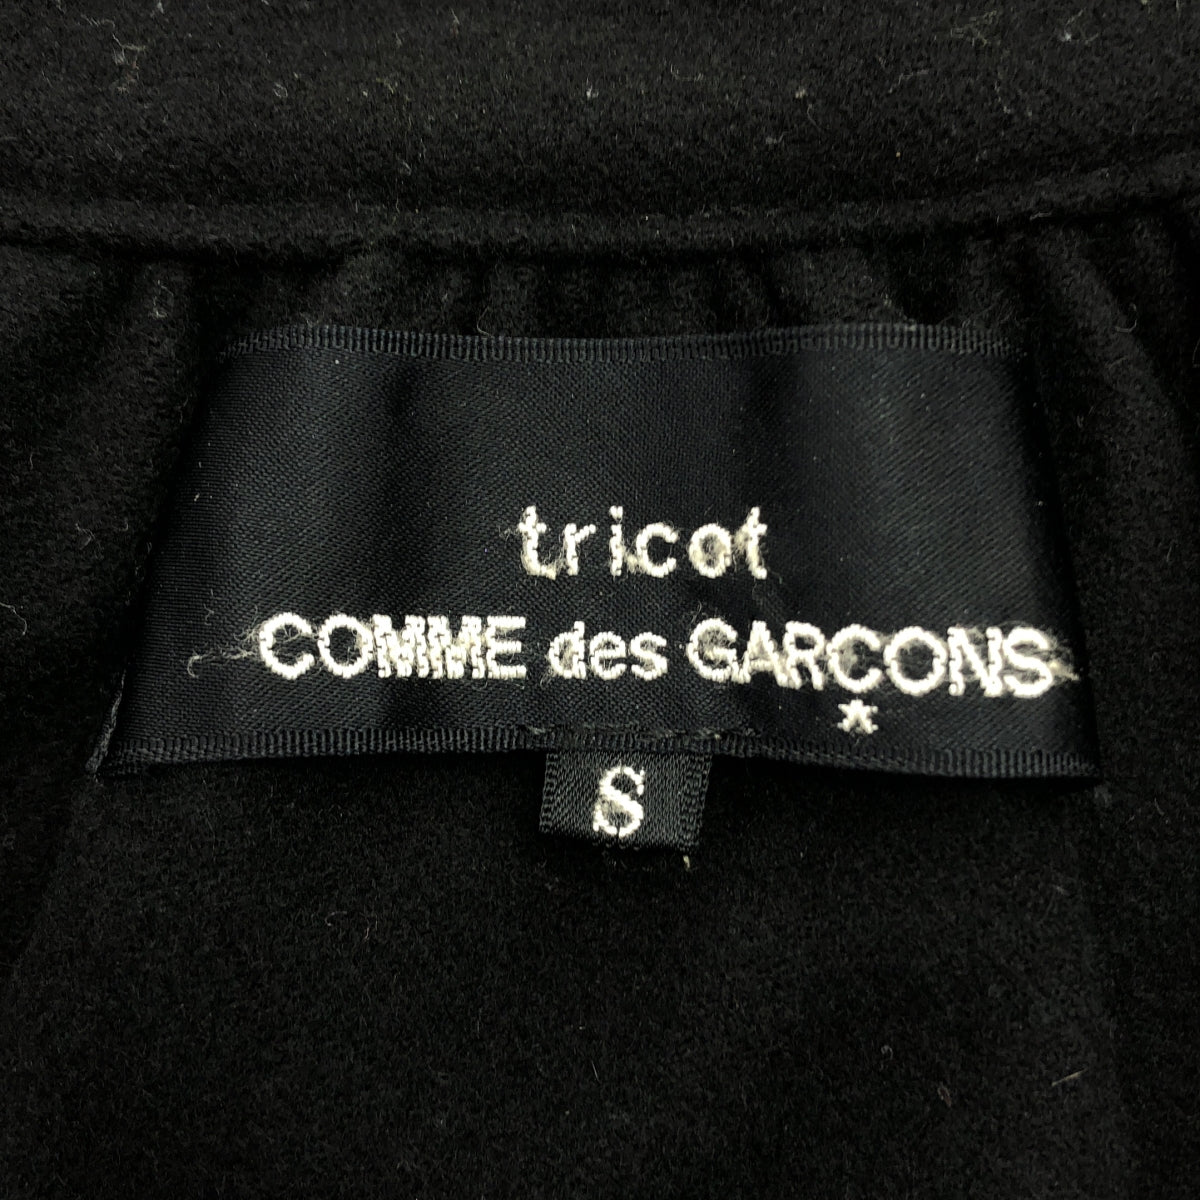 tricot
COMME des GARCONS
★
S